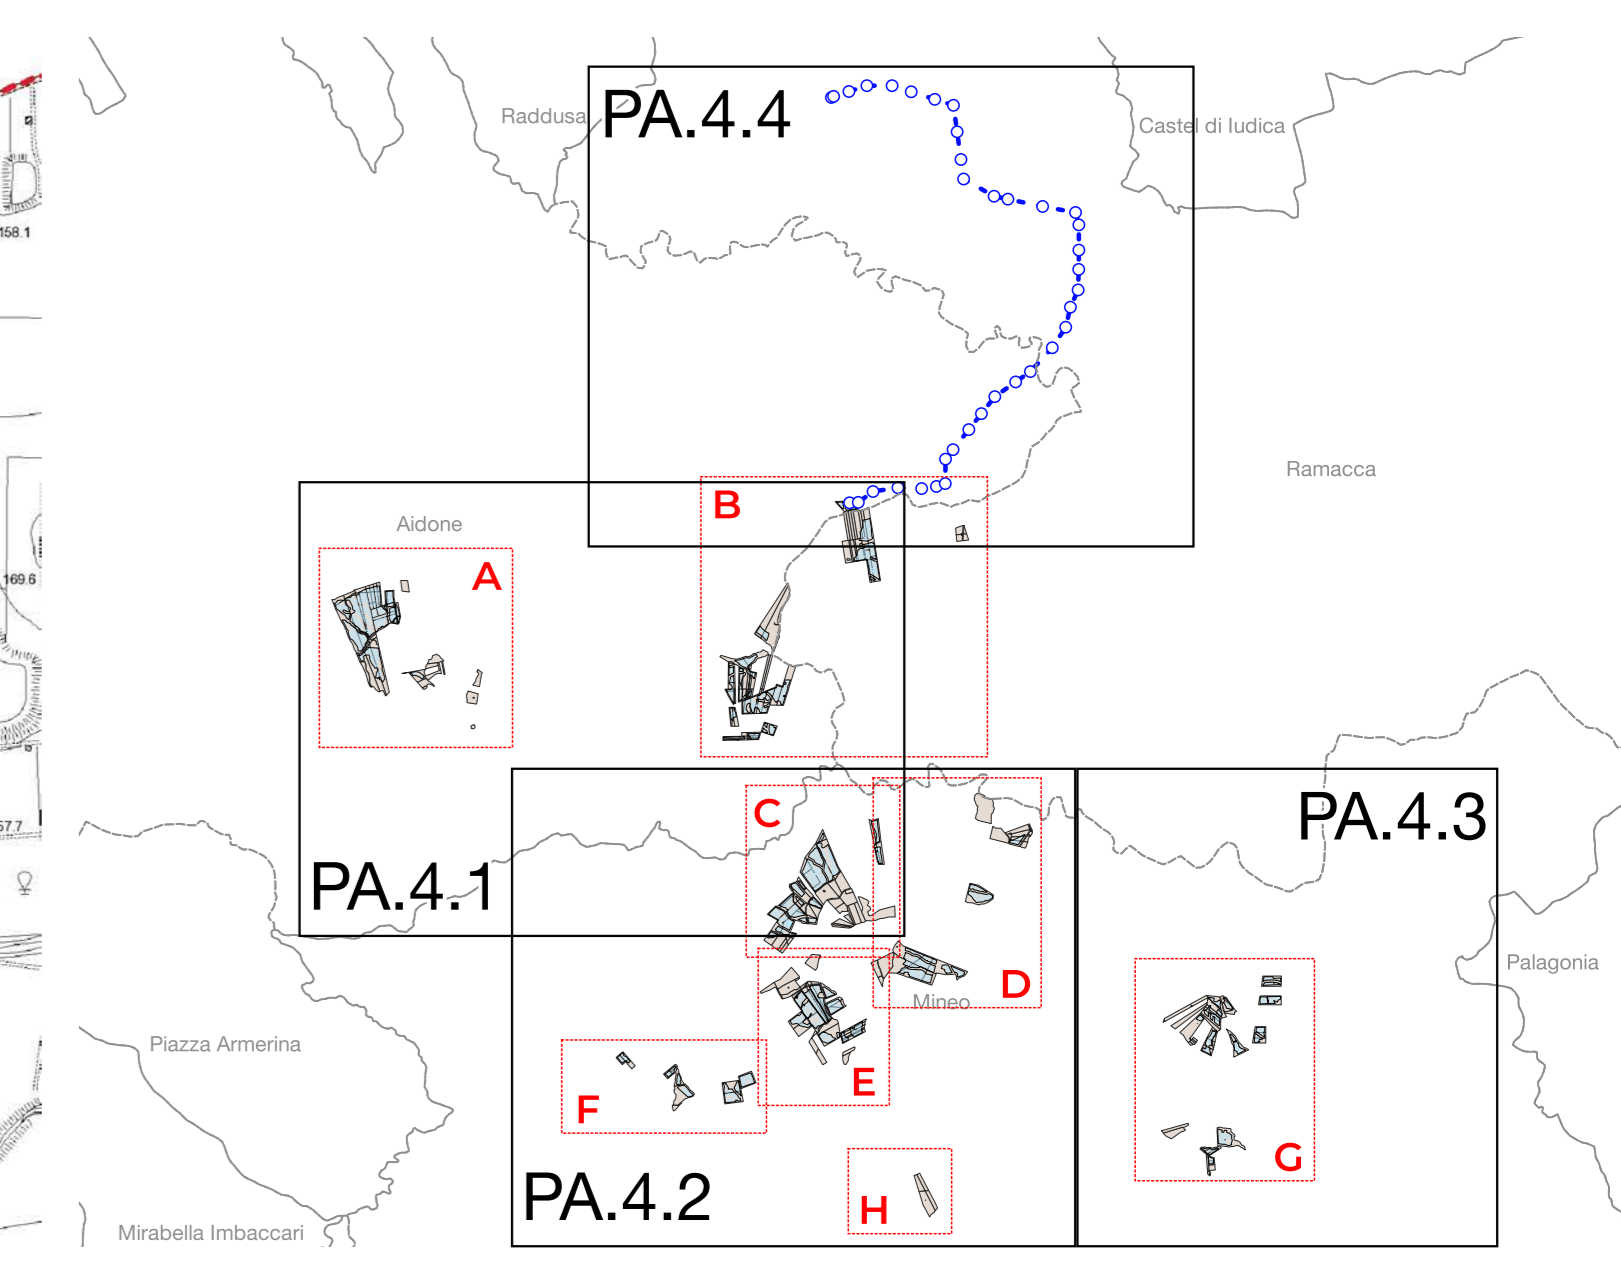 Raddusa
PA.4.4
Castel di Iudica
158.1
Ramacca
B
Aidone
A
169.6
C
PA.4.3
57.7
PA.4.1
Palagonia
D
Mineo
Piazza Armerina
E
F
G
PA.4.2
H
Mirabella Imbaccari